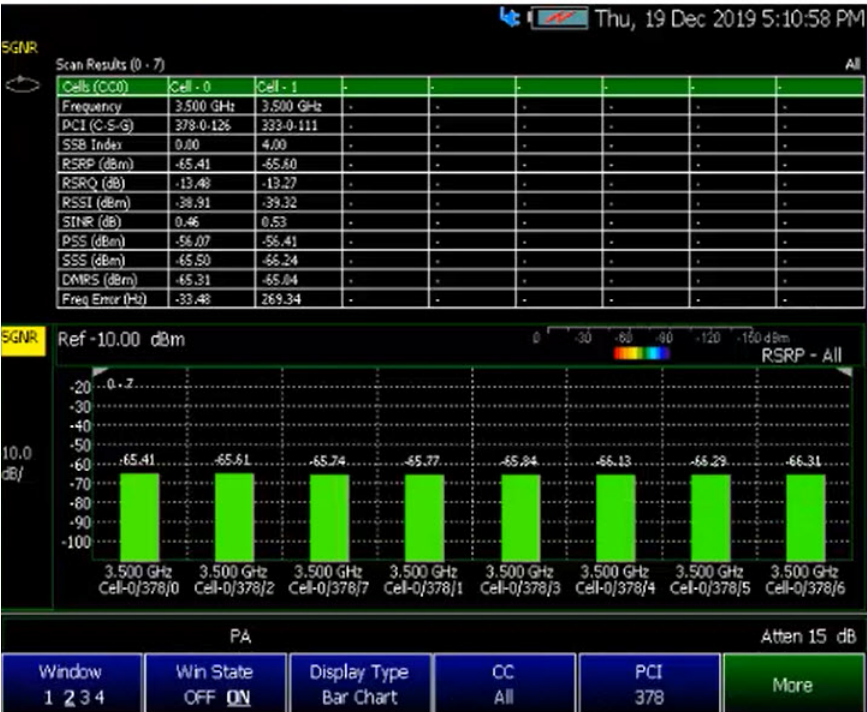 Thu, 19 Dec 2019 5:10:58 PM
5GNR
Scan Results (0 - 7) All
Cells (CC0) Cell - 0 Cell - 1 - - - - - -
Frequency 3.500 GHz 3.500 GHz - - - - - -
PCI (C-S-G) 378-0-126 333-0-111 - - - - - -
SSB Index 0.00 4.00 - - - - - -
RSRP (dBm) -65.41 -65.60 - - - - - -
RSRQ (dB) -13.48 -13.27 - - - - - -
RSSI (dBm) -38.91 -39.32 - - - - - -
SINR (dB) 0.46 0.53 - - - - - -
PSS (dBm) -56.07 -56.41 - - - - - -
SSS (dBm) -65.50 -66.24 - - - - - -
DMRS (dBm) -65.31 -65.04 - - - - - -
Freq Error (Hz) -33.48 269.34 - - - - - -
5GNR Ref -10.00 dBm 0 -30 -60 -90 -120 -150 dBm
RSRP - All
0 - 7
-20
-30
-40
-50
10.0
dB/
-60
-70
-80
-90
-100
-65.41 -65.61 -65.74 -65.77 -65.84 -66.13 -66.29 -66.31
3.500 GHz 3.500 GHz 3.500 GHz 3.500 GHz 3.500 GHz 3.500 GHz 3.500 GHz 3.500 GHz
Cell-0/378/0 Cell-0/378/2 Cell-0/378/7 Cell-0/378/1 Cell-0/378/3 Cell-0/378/4 Cell-0/378/5 Cell-0/378/6
PA Atten 15 dB
Window Win State Display Type CC PCI More
1 2 3 4 OFF ON Bar Chart All 378